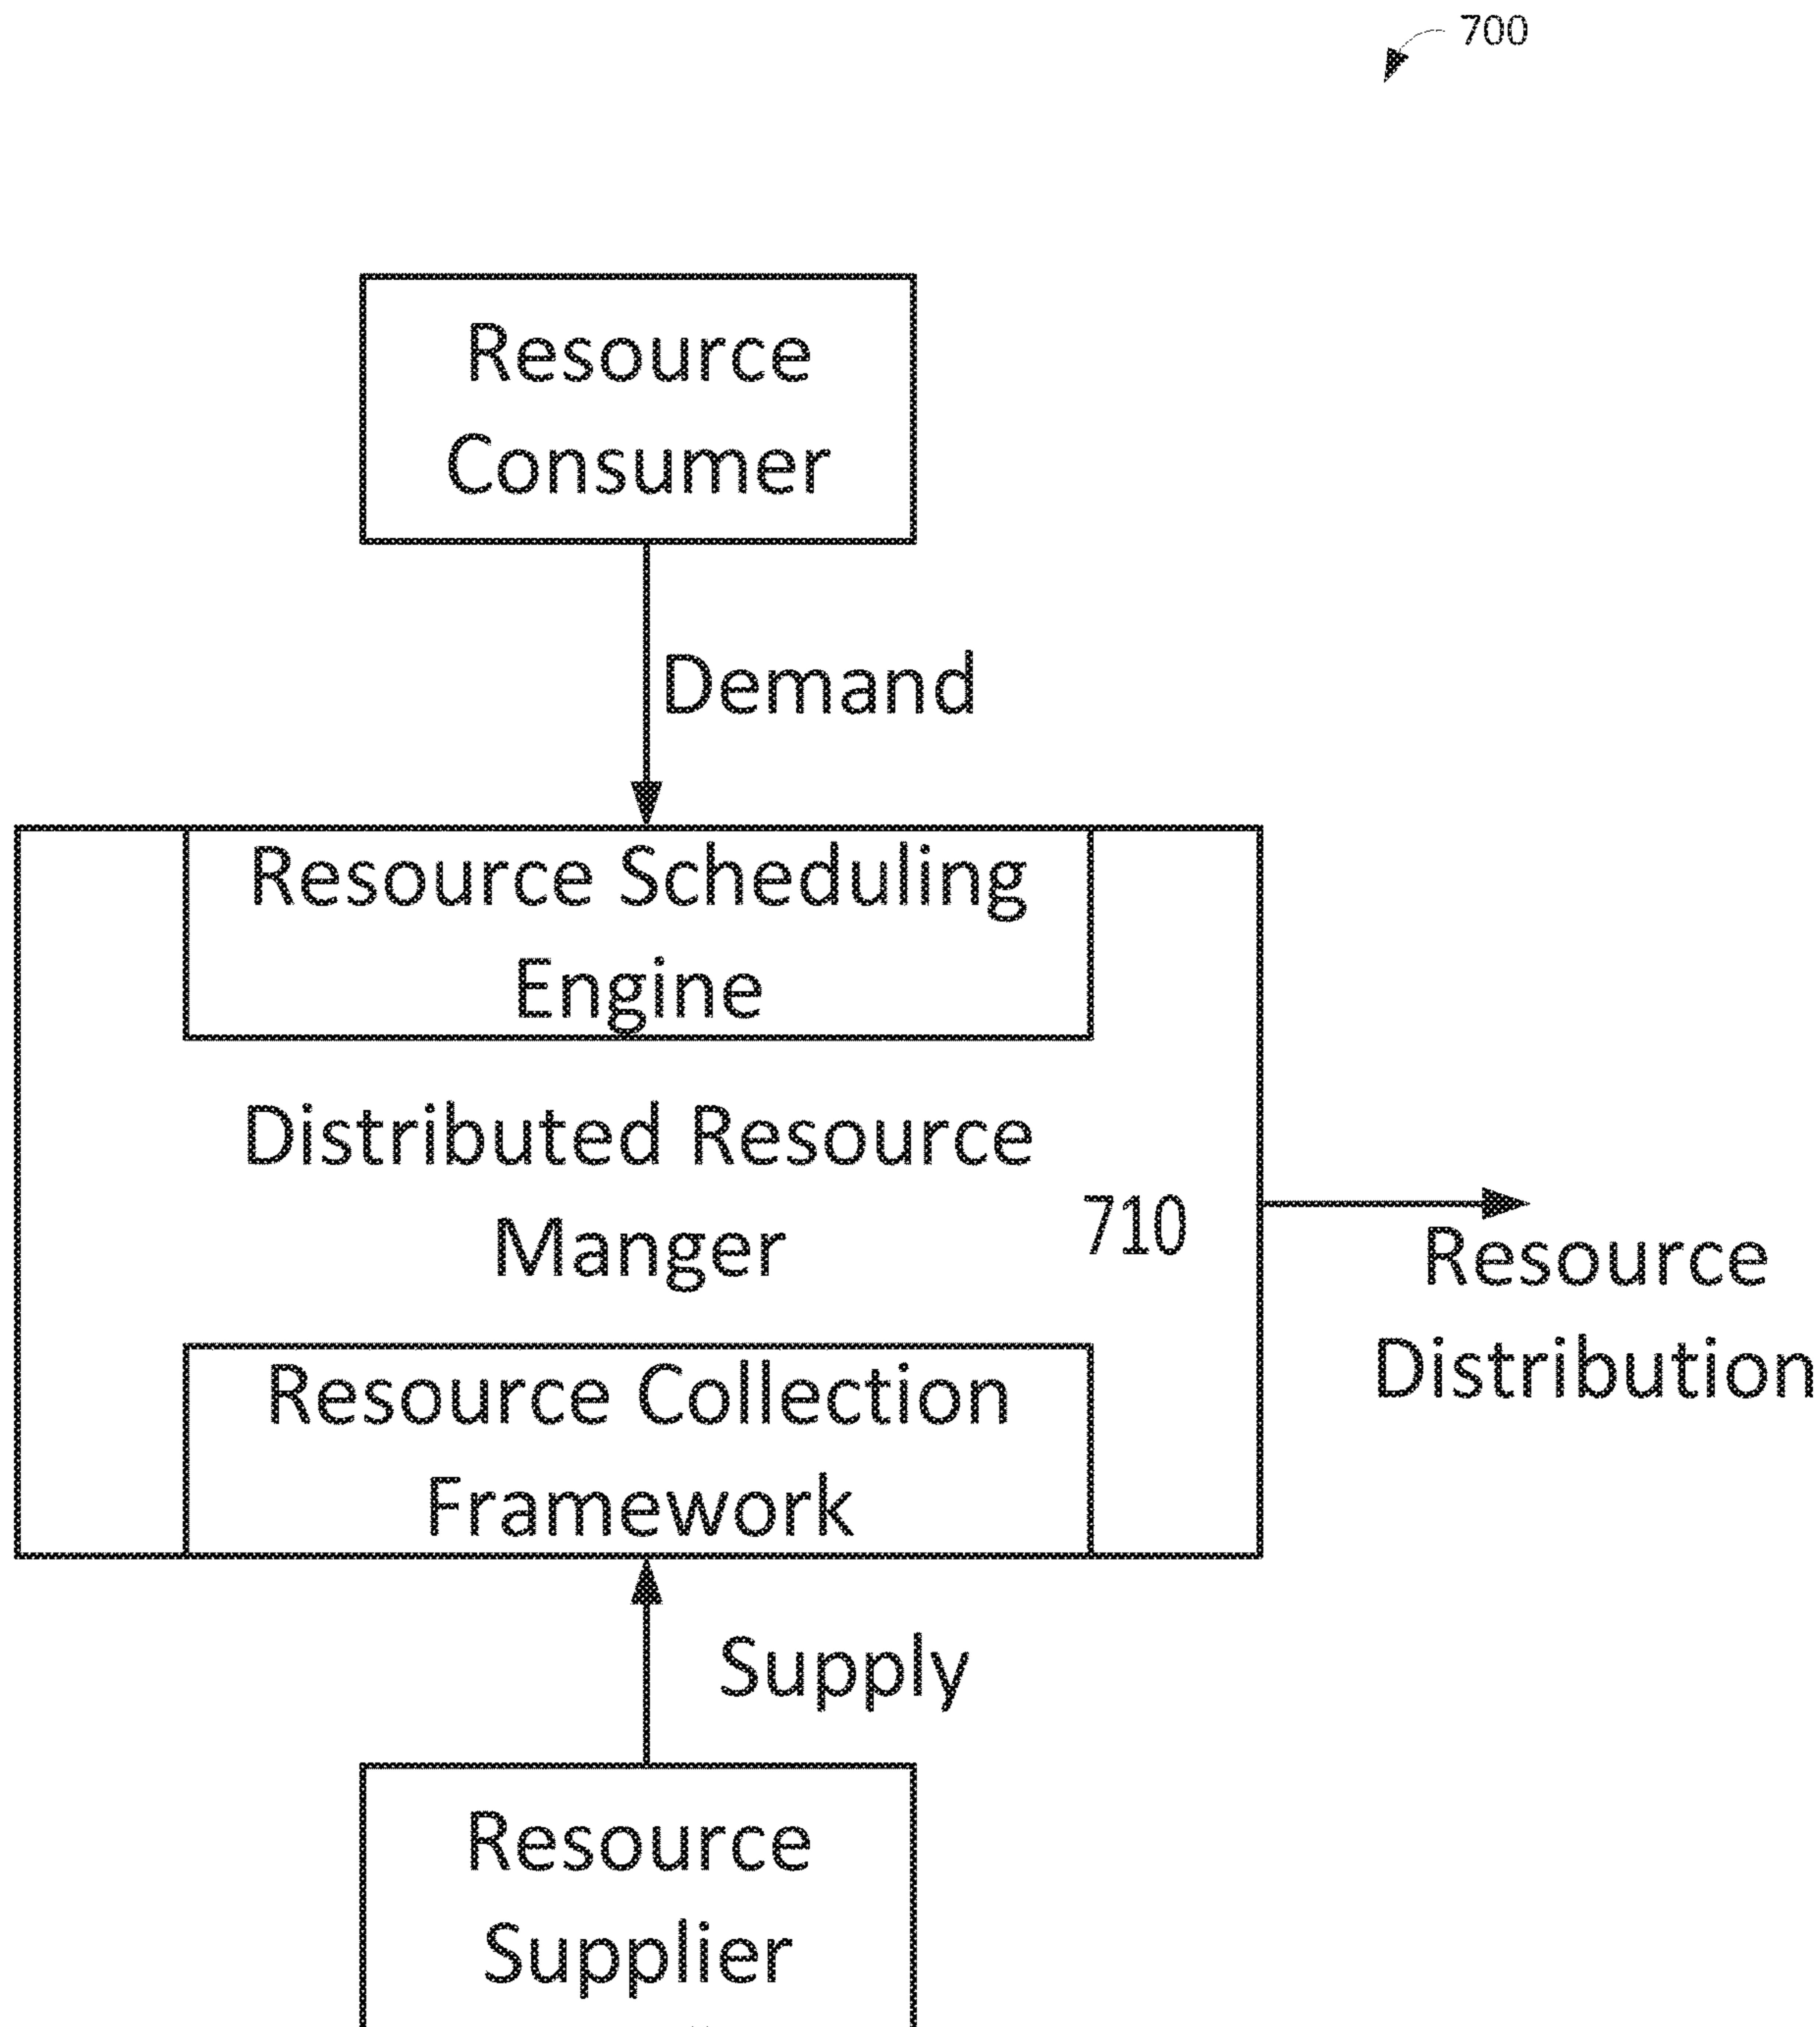 700
Resource
Consumer
Demand
Resource Scheduling
Engine
Distributed Resource
Manger
710
Resource
Distribution
Resource Collection
Framework
Supply
Resource
Supplier